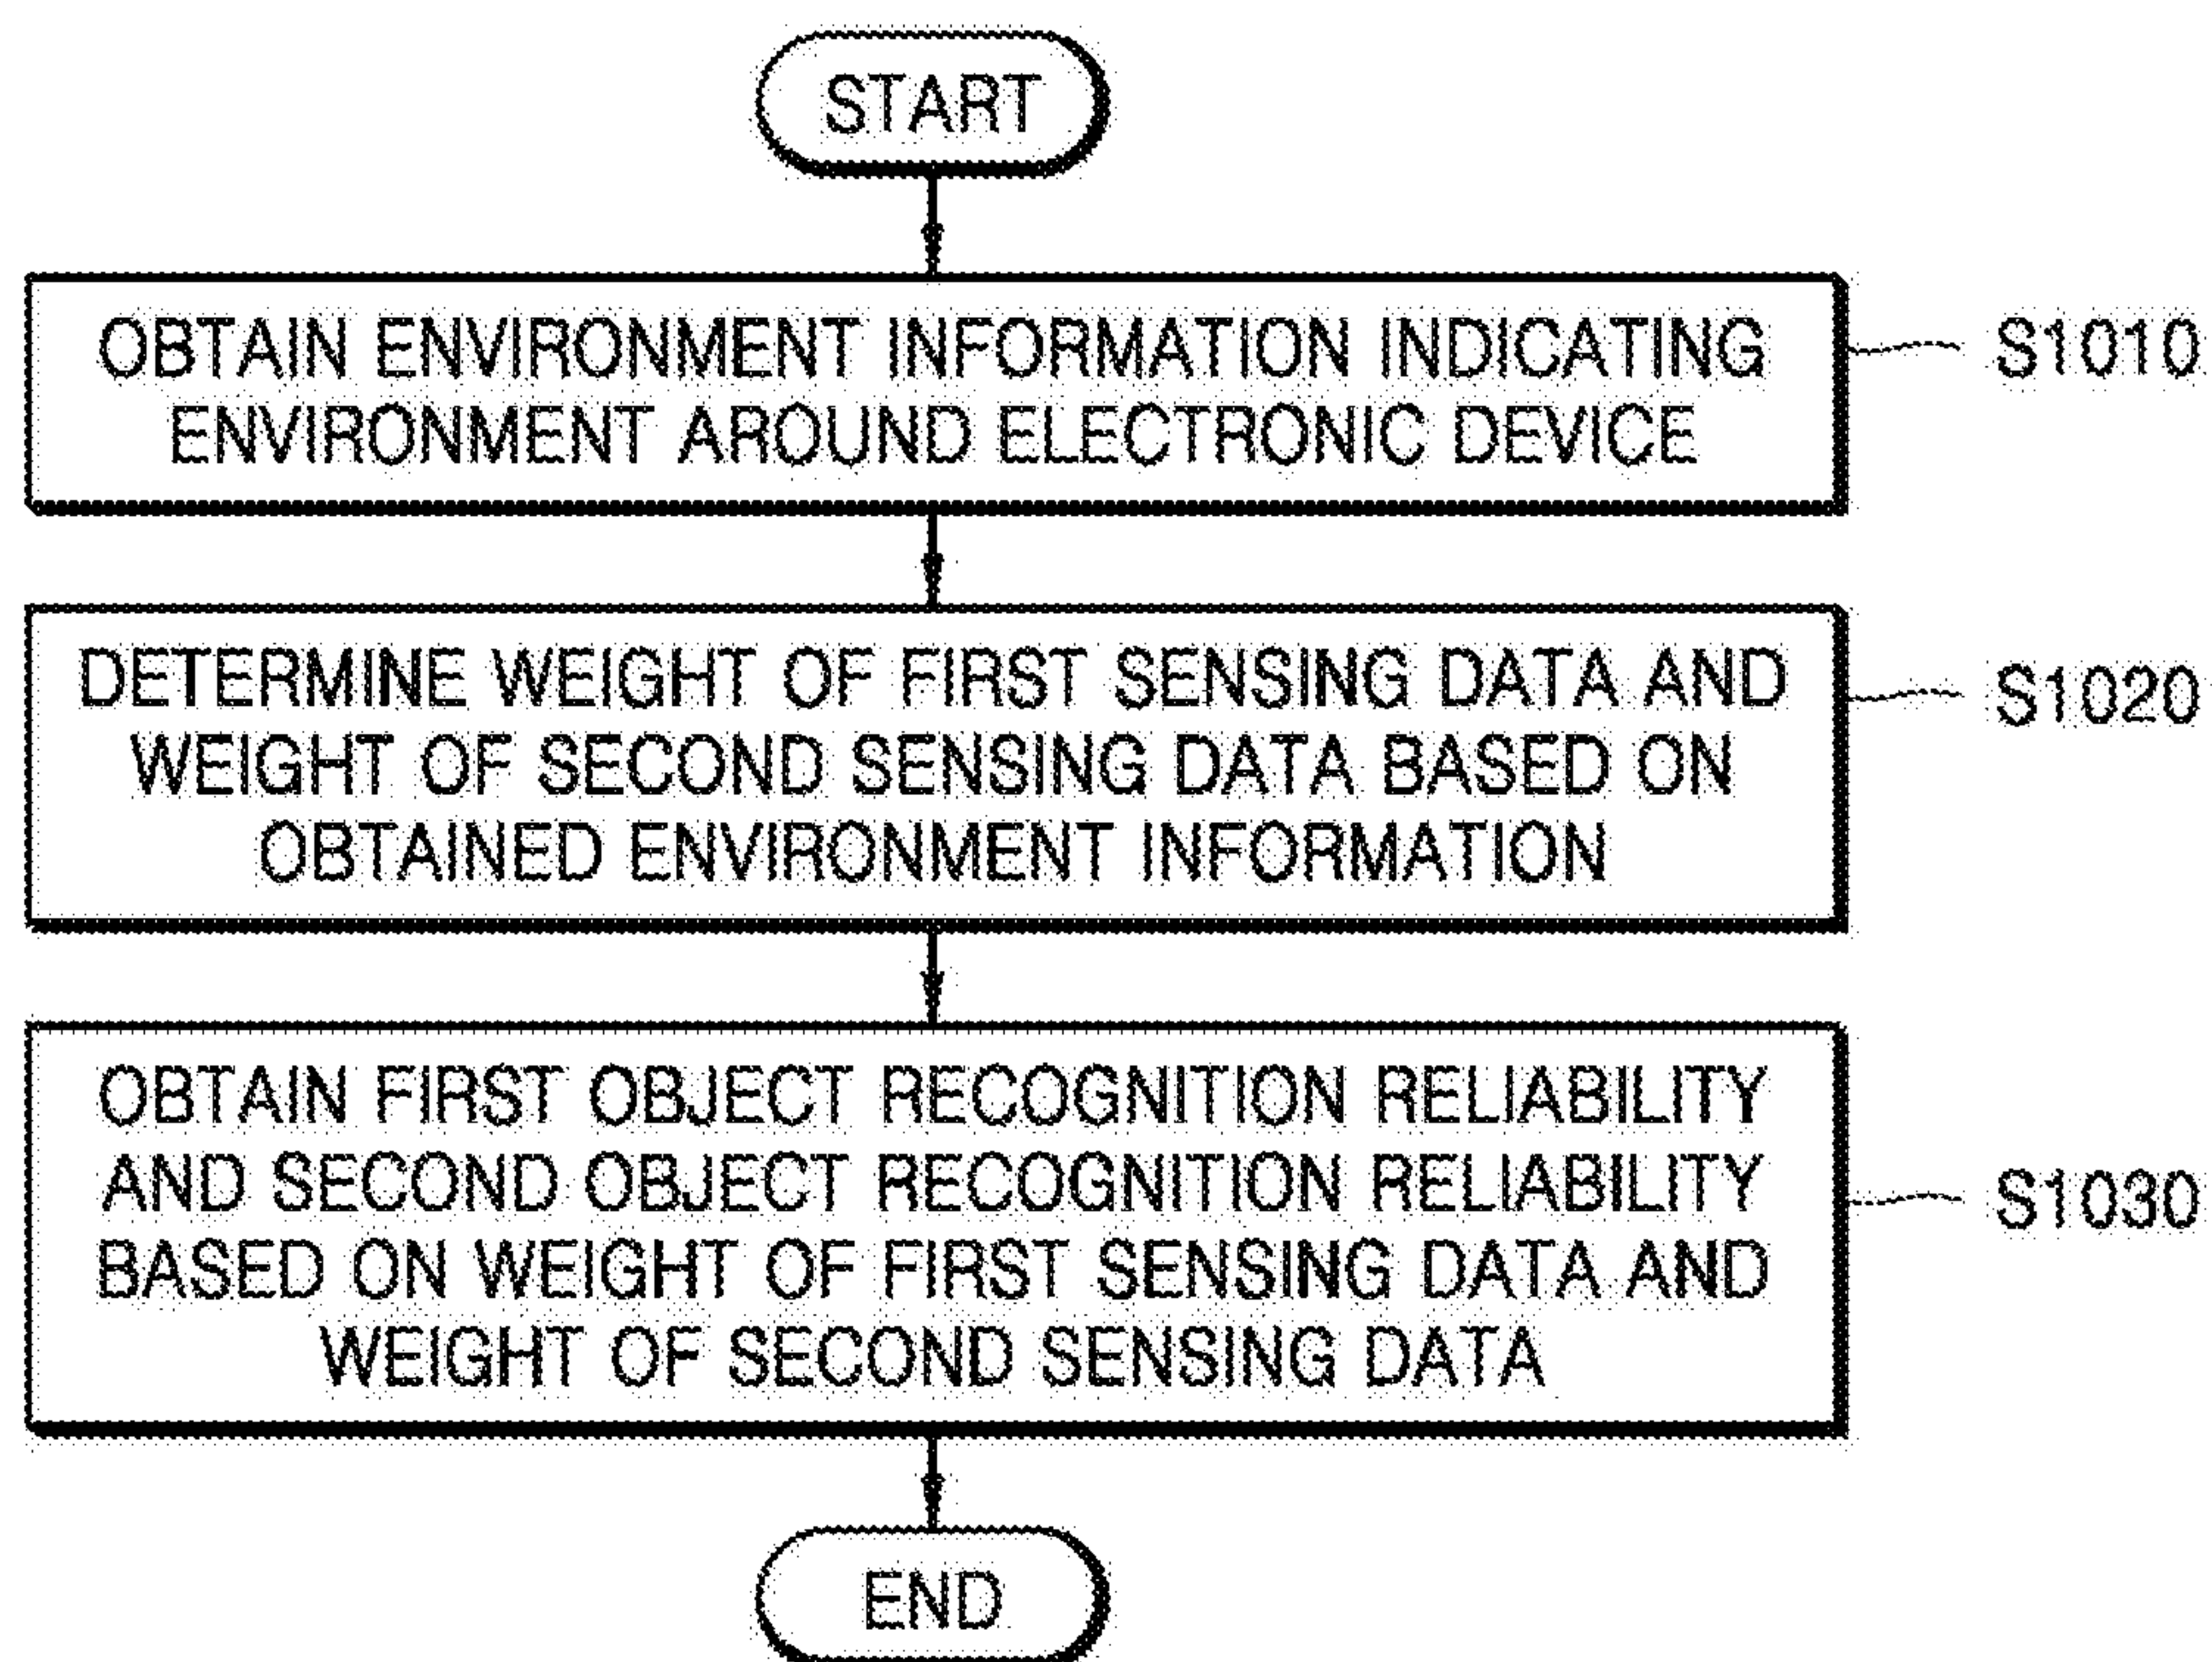 START
OBTAIN ENVIRONMENT INFORMATION INDICATING
ENVIRONMENT AROUND ELECTRONIC DEVICE
S1010
DETERMINE WEIGHT OF FIRST SENSING DATA AND
WEIGHT OF SECOND SENSING DATA BASED ON
OBTAINED ENVIRONMENT INFORMATION
S1020
OBTAIN FIRST OBJECT RECOGNITION RELIABILITY
AND SECOND OBJECT RECOGNITION RELIABILITY
BASED ON WEIGHT OF FIRST SENSING DATA AND
WEIGHT OF SECOND SENSING DATA
S1030
END